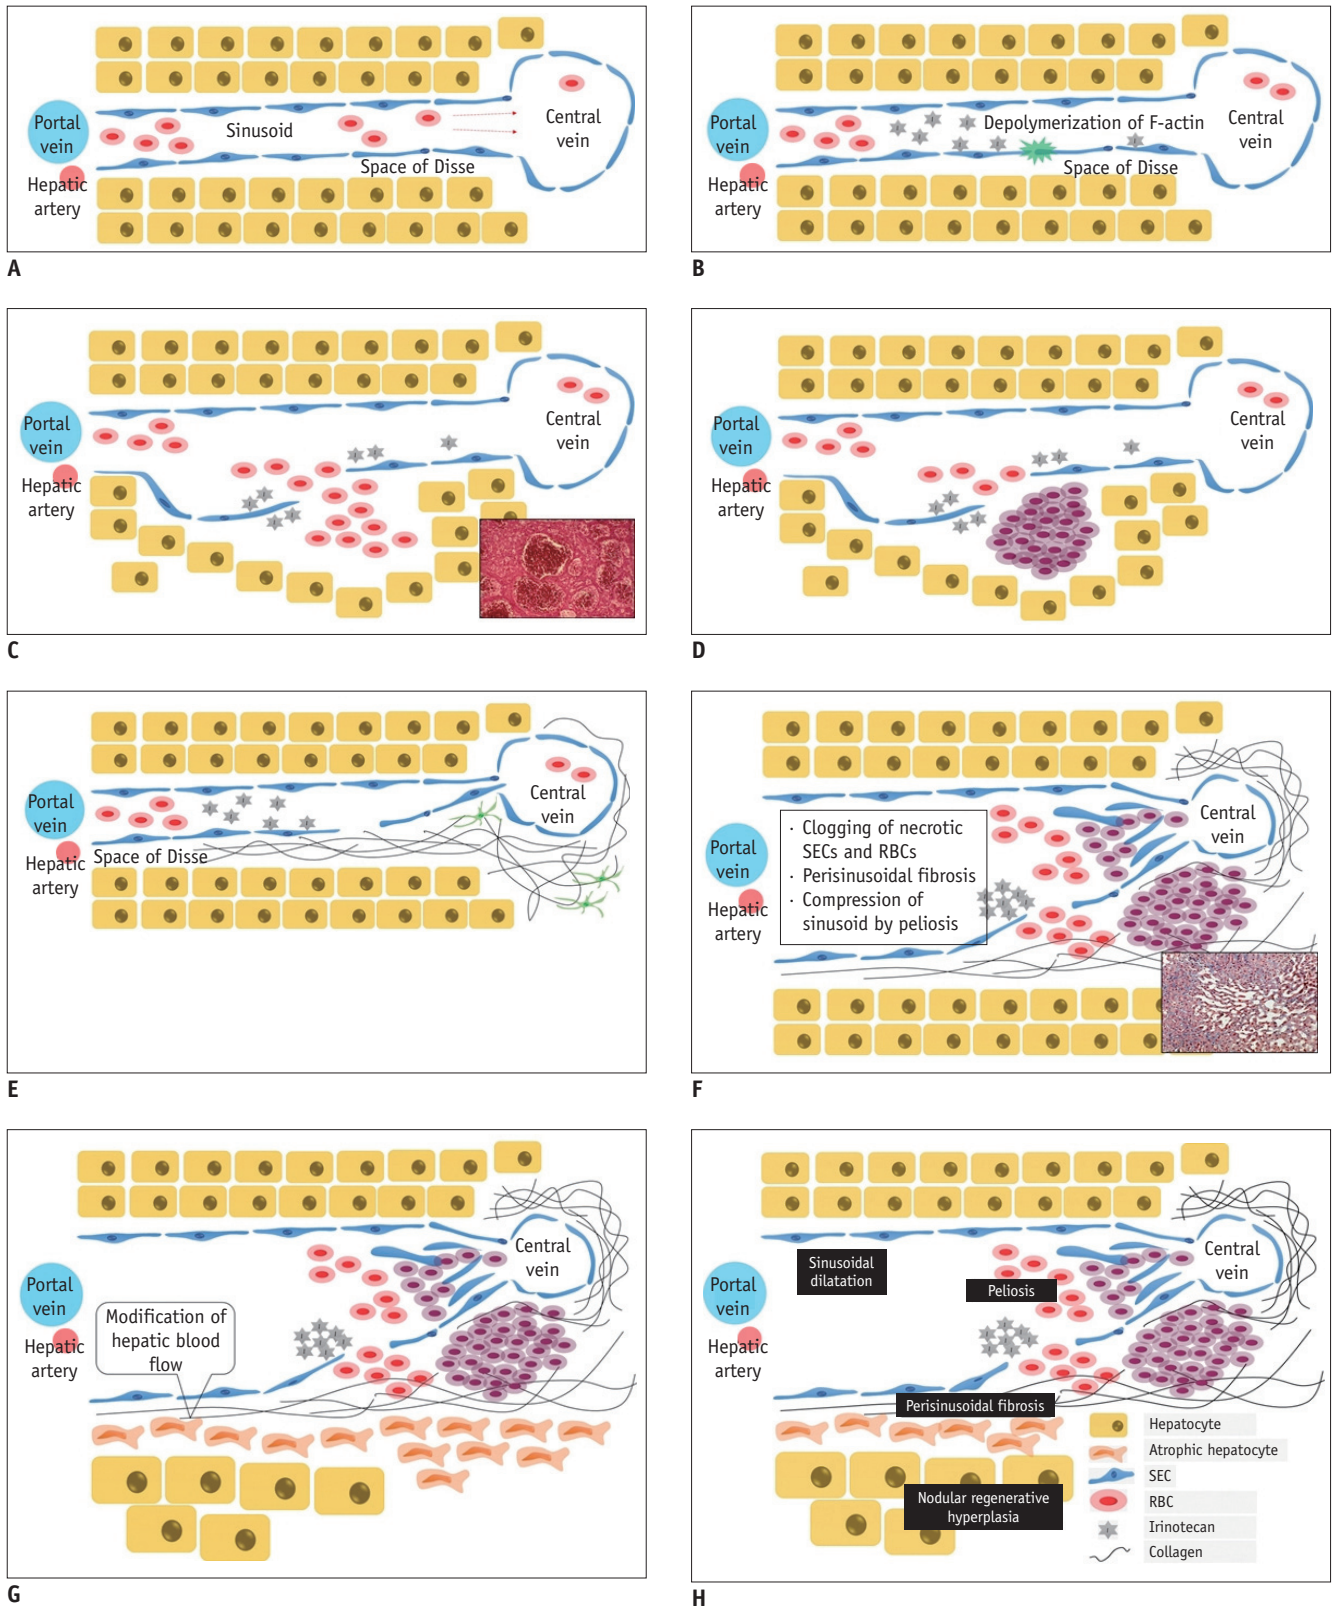 Portal
vein
Hepatic
artery
Sinusoid
Space of Disse
Central
vein
A
Portal
vein
Hepatic
artery
Depolymerization of F-actin
Space of Disse
Central
vein
B
Portal
vein
Hepatic
artery
Central
vein
C
Portal
vein
Hepatic
artery
Central
vein
D
Portal
vein
Hepatic
artery
Space of Disse
Central
vein
E
Portal
vein
Hepatic
artery
· Clogging of necrotic
SECs and RBCs
· Perisinusoidal fibrosis
· Compression of
sinusoid by peliosis
Central
vein
F
Portal
vein
Hepatic
artery
Modification of
hepatic blood
flow
Central
vein
G
Portal
vein
Hepatic
artery
Sinusoidal
dilatation
Peliosis
Central
vein
Perisinusoidal fibrosis
Nodular regenerative
hyperplasia
Hepatocyte
Atrophic hepatocyte
SEC
RBC
Irinotecan
Collagen
H